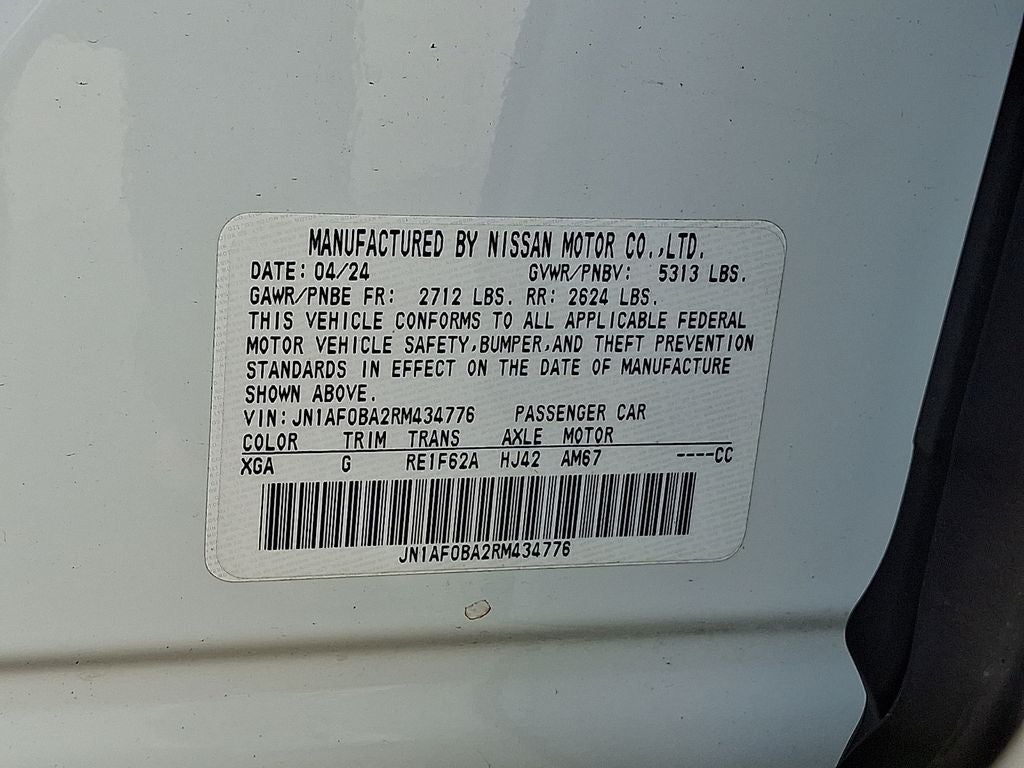 MANUFACTURED BY NISSAN MOTOR CO.,LTD.
DATE: 04/24 GVWR/PNBV: 5313 LBS.
GAWR/PNBE FR: 2712 LBS. RR: 2624 LBS.
THIS VEHICLE CONFORMS TO ALL APPLICABLE FEDERAL
MOTOR VEHICLE SAFETY,BUMPER,AND THEFT PREVENTION
STANDARDS IN EFFECT ON THE DATE OF MANUFACTURE
SHOWN ABOVE.
VIN:JN1AF0BA2RM434776 PASSENGER CAR
COLOR TRIM TRANS AXLE MOTOR
XGA G RE1F62A HJ42 AM67 ----CC
JN1AF0BA2RM434776